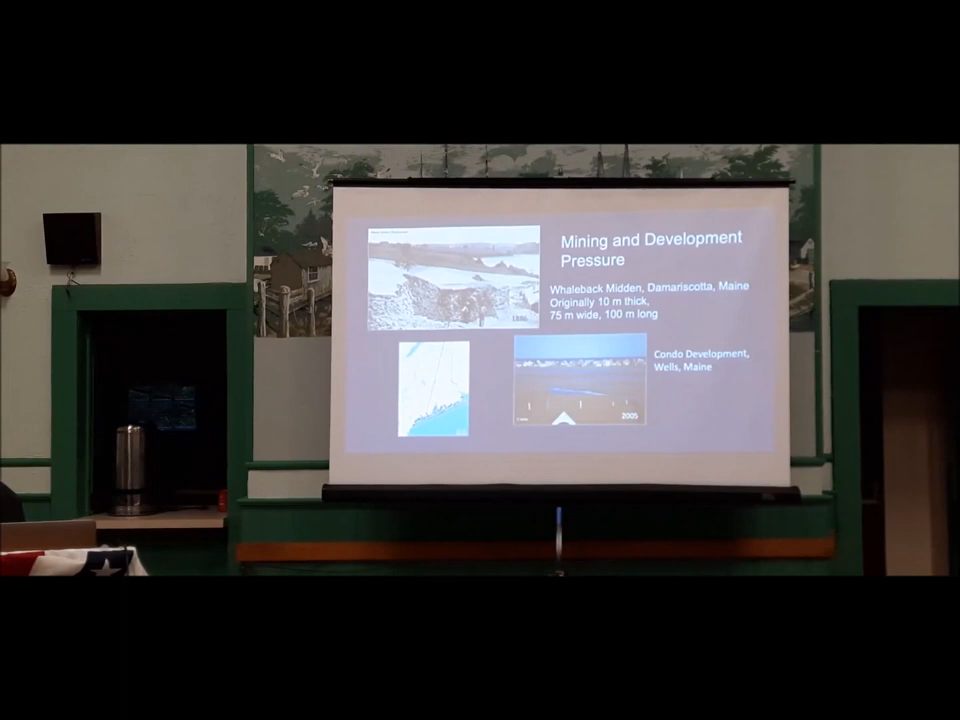 Mining and Development
Pressure
Whaleback Midden, Damariscotta, Maine
Originally 10 m thick,
75 m wide, 100 m long
1886
Condo Development,
Wells, Maine
2005